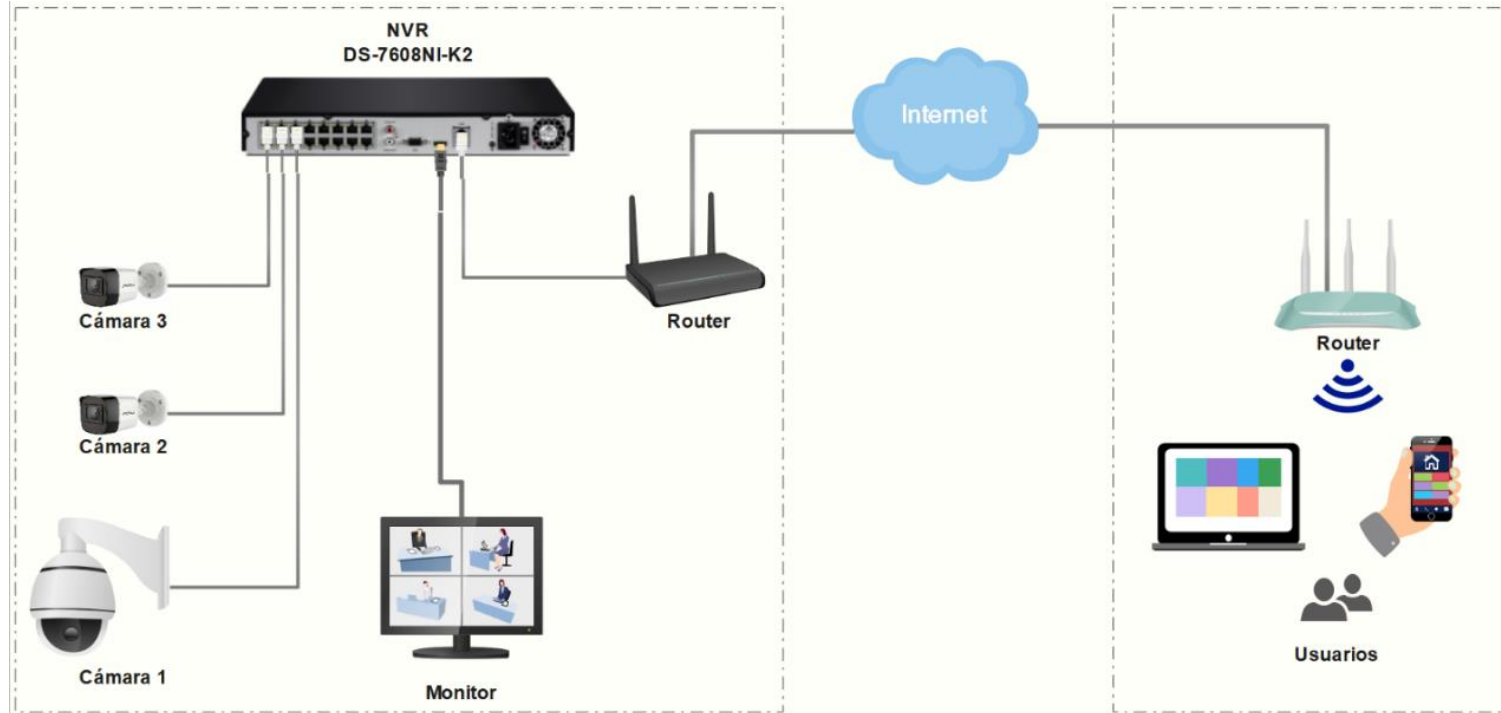 NVR
DS-7608NI-K2
Internet
Cámara 3
Router
Router
Cámara 2
Cámara 1
Monitor
Usuarios